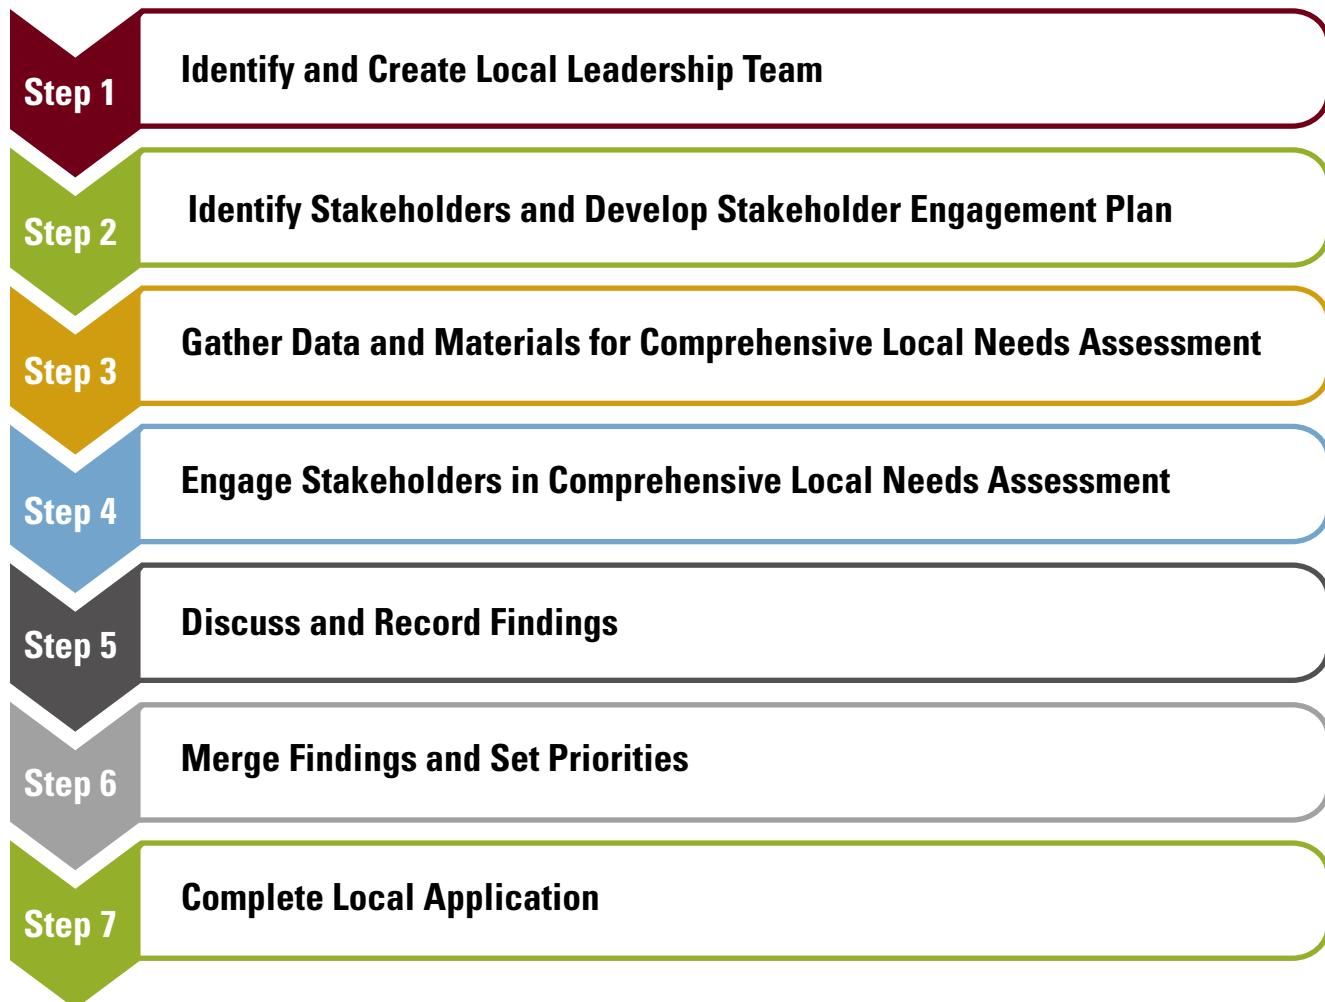 Step 1
Identify and Create Local Leadership Team
Step 2
Identify Stakeholders and Develop Stakeholder Engagement Plan
Step 3
Gather Data and Materials for Comprehensive Local Needs Assessment
Step 4
Engage Stakeholders in Comprehensive Local Needs Assessment
Step 5
Discuss and Record Findings
Step 6
Merge Findings and Set Priorities
Step 7
Complete Local Application